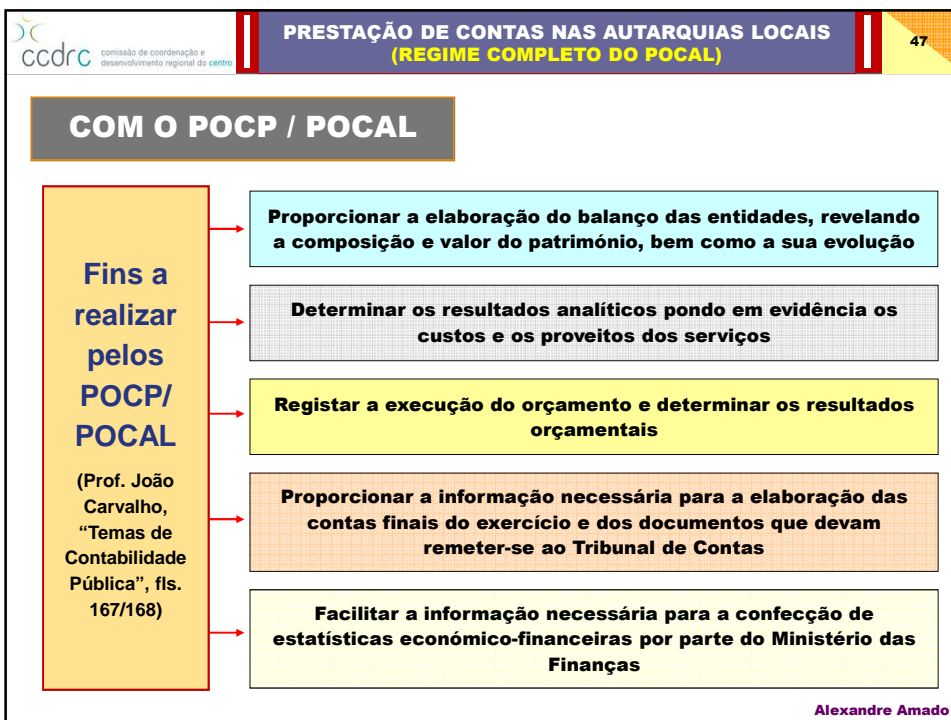 ccdrc
comissão de coordenação e
desenvolvimento regional do centro
PRESTAÇÃO DE CONTAS NAS AUTARQUIAS LOCAIS
(REGIME COMPLETO DO POCAL)
47
COM O POCP / POCAL
Fins a
realizar
pelos
POCP/
POCAL
(Prof. João
Carvalho,
“Temas de
Contabilidade
Pública”, fls.
167/168)
Proporcionar a elaboração do balanço das entidades, revelando
a composição e valor do património, bem como a sua evolução
Determinar os resultados analíticos pondo em evidência os
custos e os proveitos dos serviços
Registar a execução do orçamento e determinar os resultados
orçamentais
Proporcionar a informação necessária para a elaboração das
contas finais do exercício e dos documentos que devam
remeter-se ao Tribunal de Contas
Facilitar a informação necessária para a confecção de
estatísticas económico-financeiras por parte do Ministério das
Finanças
Alexandre Amado